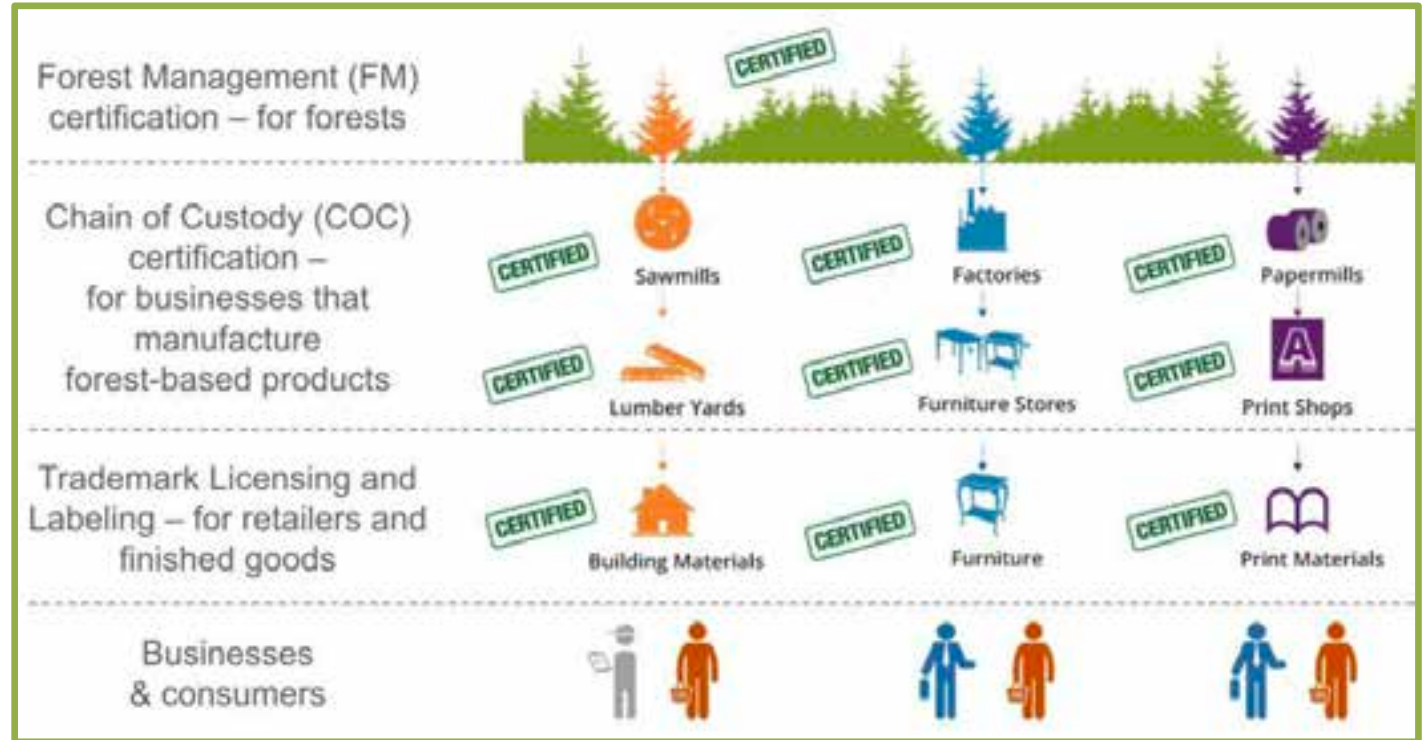 Forest Management (FM)
certification – for forests
CERTIFIED
Chain of Custody (COC)
certification –
for businesses that
manufacture
forest-based products
CERTIFIED
Sawmills
CERTIFIED
Factories
CERTIFIED
Papermills
CERTIFIED
Lumber Yards
CERTIFIED
Furniture Stores
CERTIFIED
A
Print Shops
Trademark Licensing and
Labeling – for retailers and
finished goods
CERTIFIED
Building Materials
CERTIFIED
Furniture
CERTIFIED
Print Materials
Businesses
& consumers